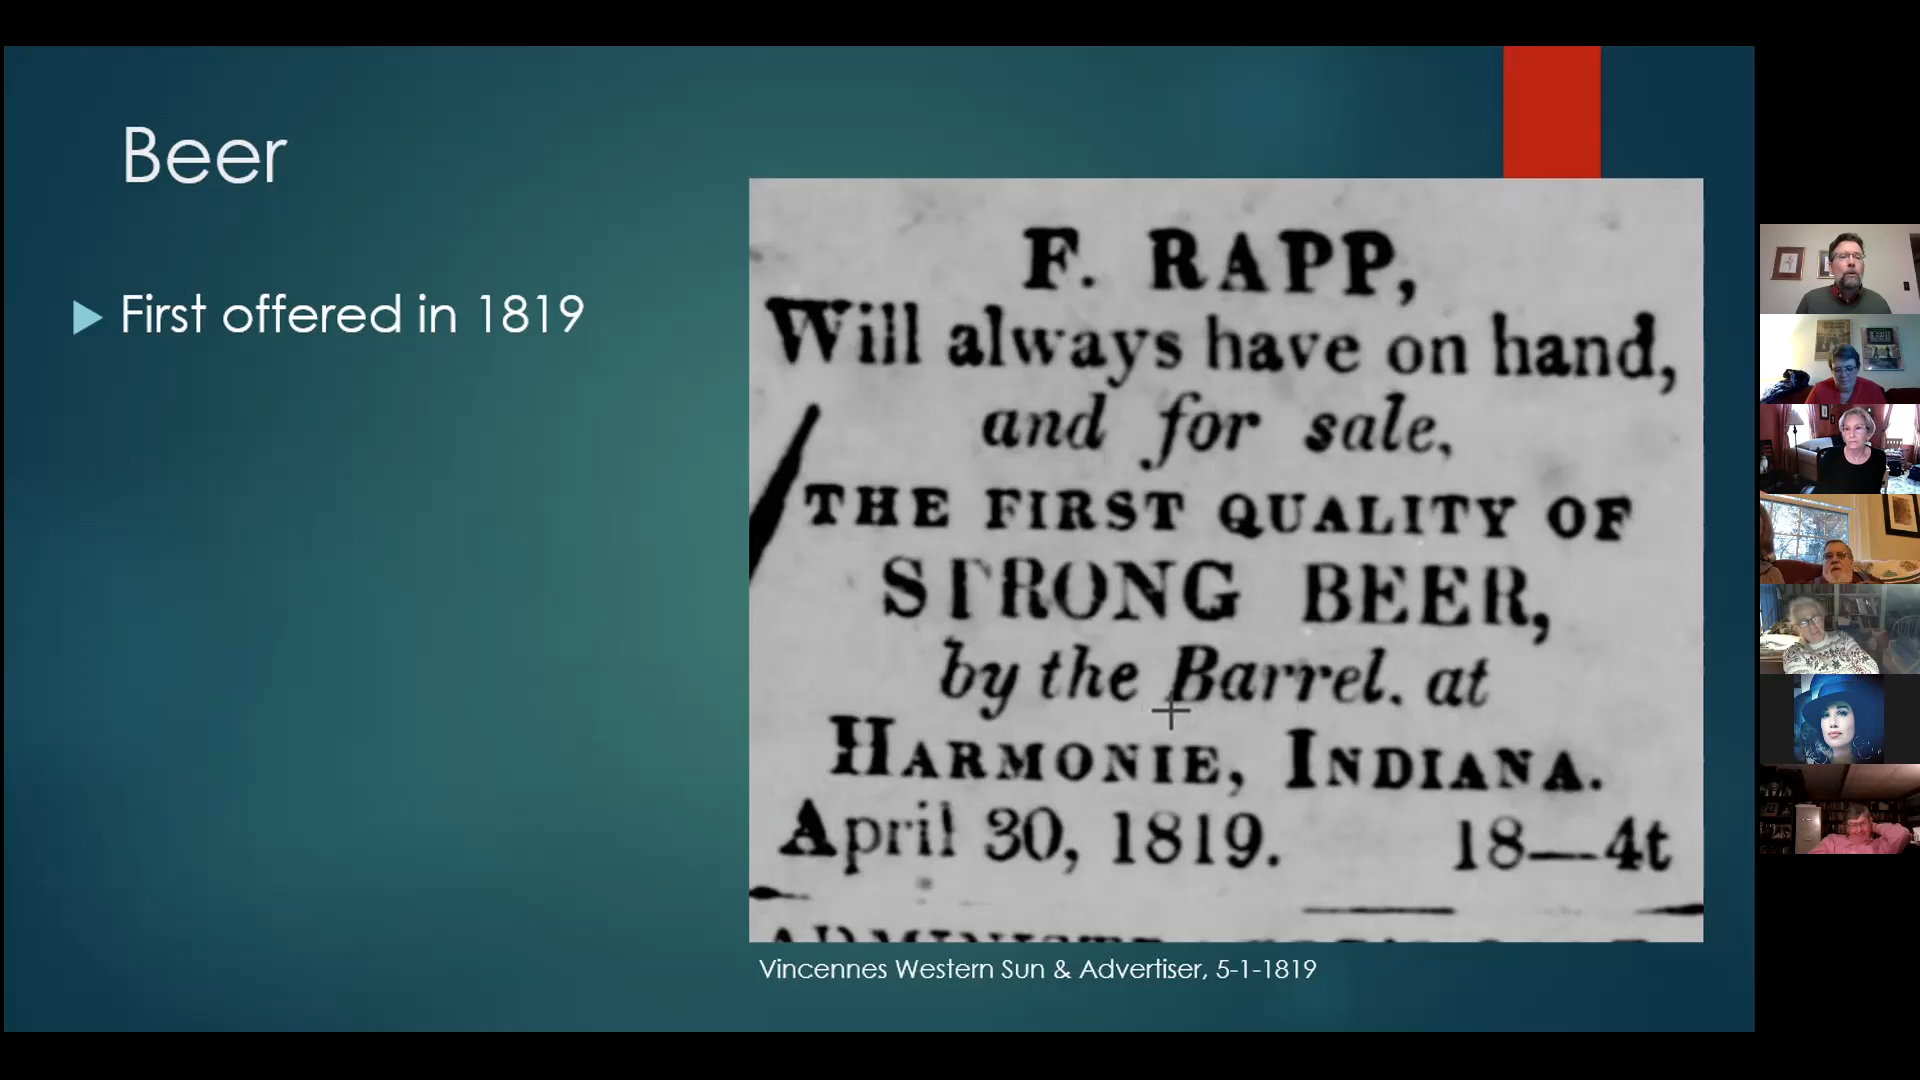 Beer
First offered in 1819
F. RAPP,
Will always have on hand,
and for sale,
THE FIRST QUALITY OF
STRONG BEER,
by the Barrel. at
HARMONIE, INDIANA.
April 30, 1819. 18—4t
Vincennes Western Sun & Advertiser, 5-1-1819